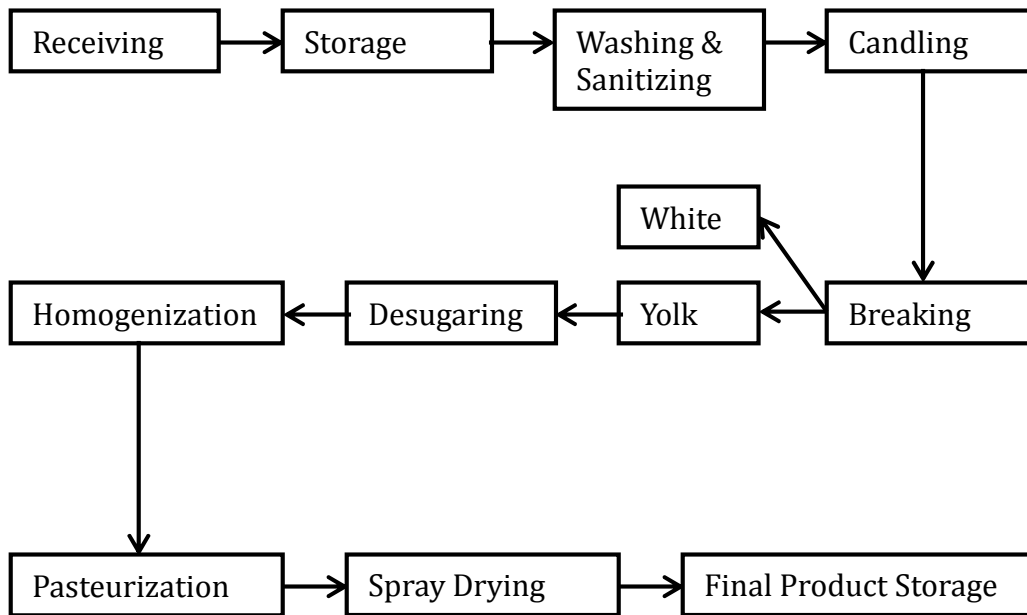 Receiving
Storage
Washing &
Sanitizing
Candling
White
Homogenization
Desugaring
Yolk
Breaking
Pasteurization
Spray Drying
Final Product Storage